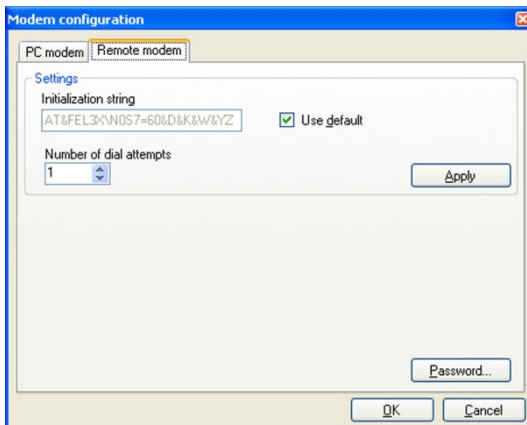 Modem configuration
PC modem Remote modem
Settings
Initialization string
AT&FEL3X\N0S7=60&D&K&W&YZ Use default
Number of dial attempts
1
Apply
Password...
OK Cancel